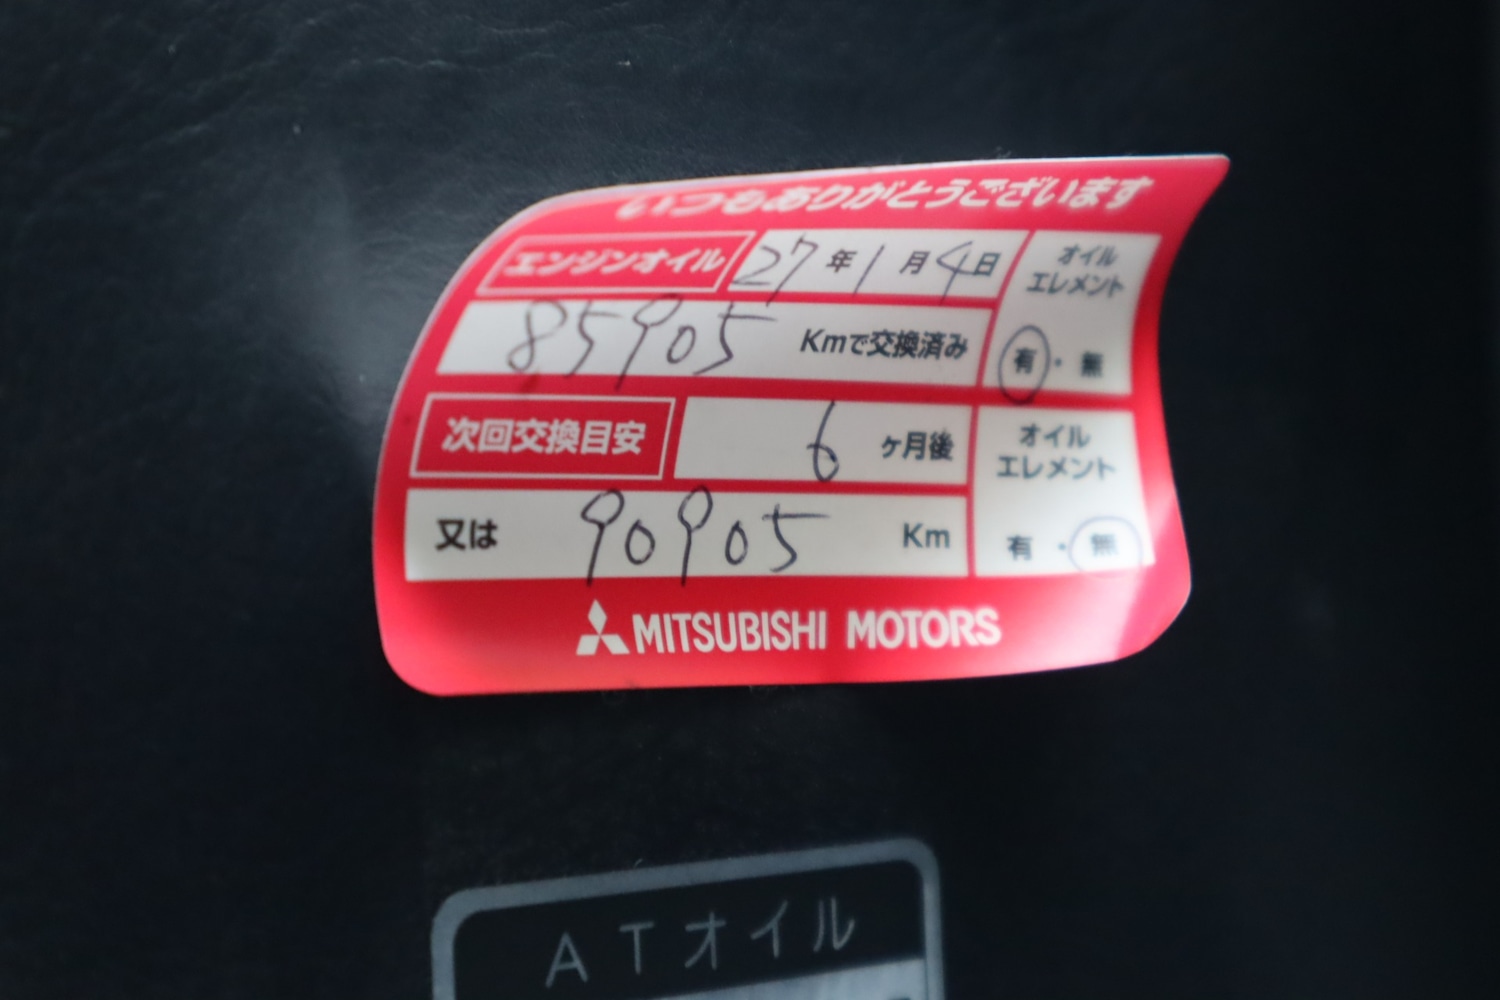 いつもありがとうございます
エンジンオイル 27年1月4日
85905 Kmで交換済み
オイル
エレメント
有・無
次回交換目安 6 ヶ月後
又は 90905 Km
オイル
エレメント
有・無
MITSUBISHI MOTORS
ATオイル